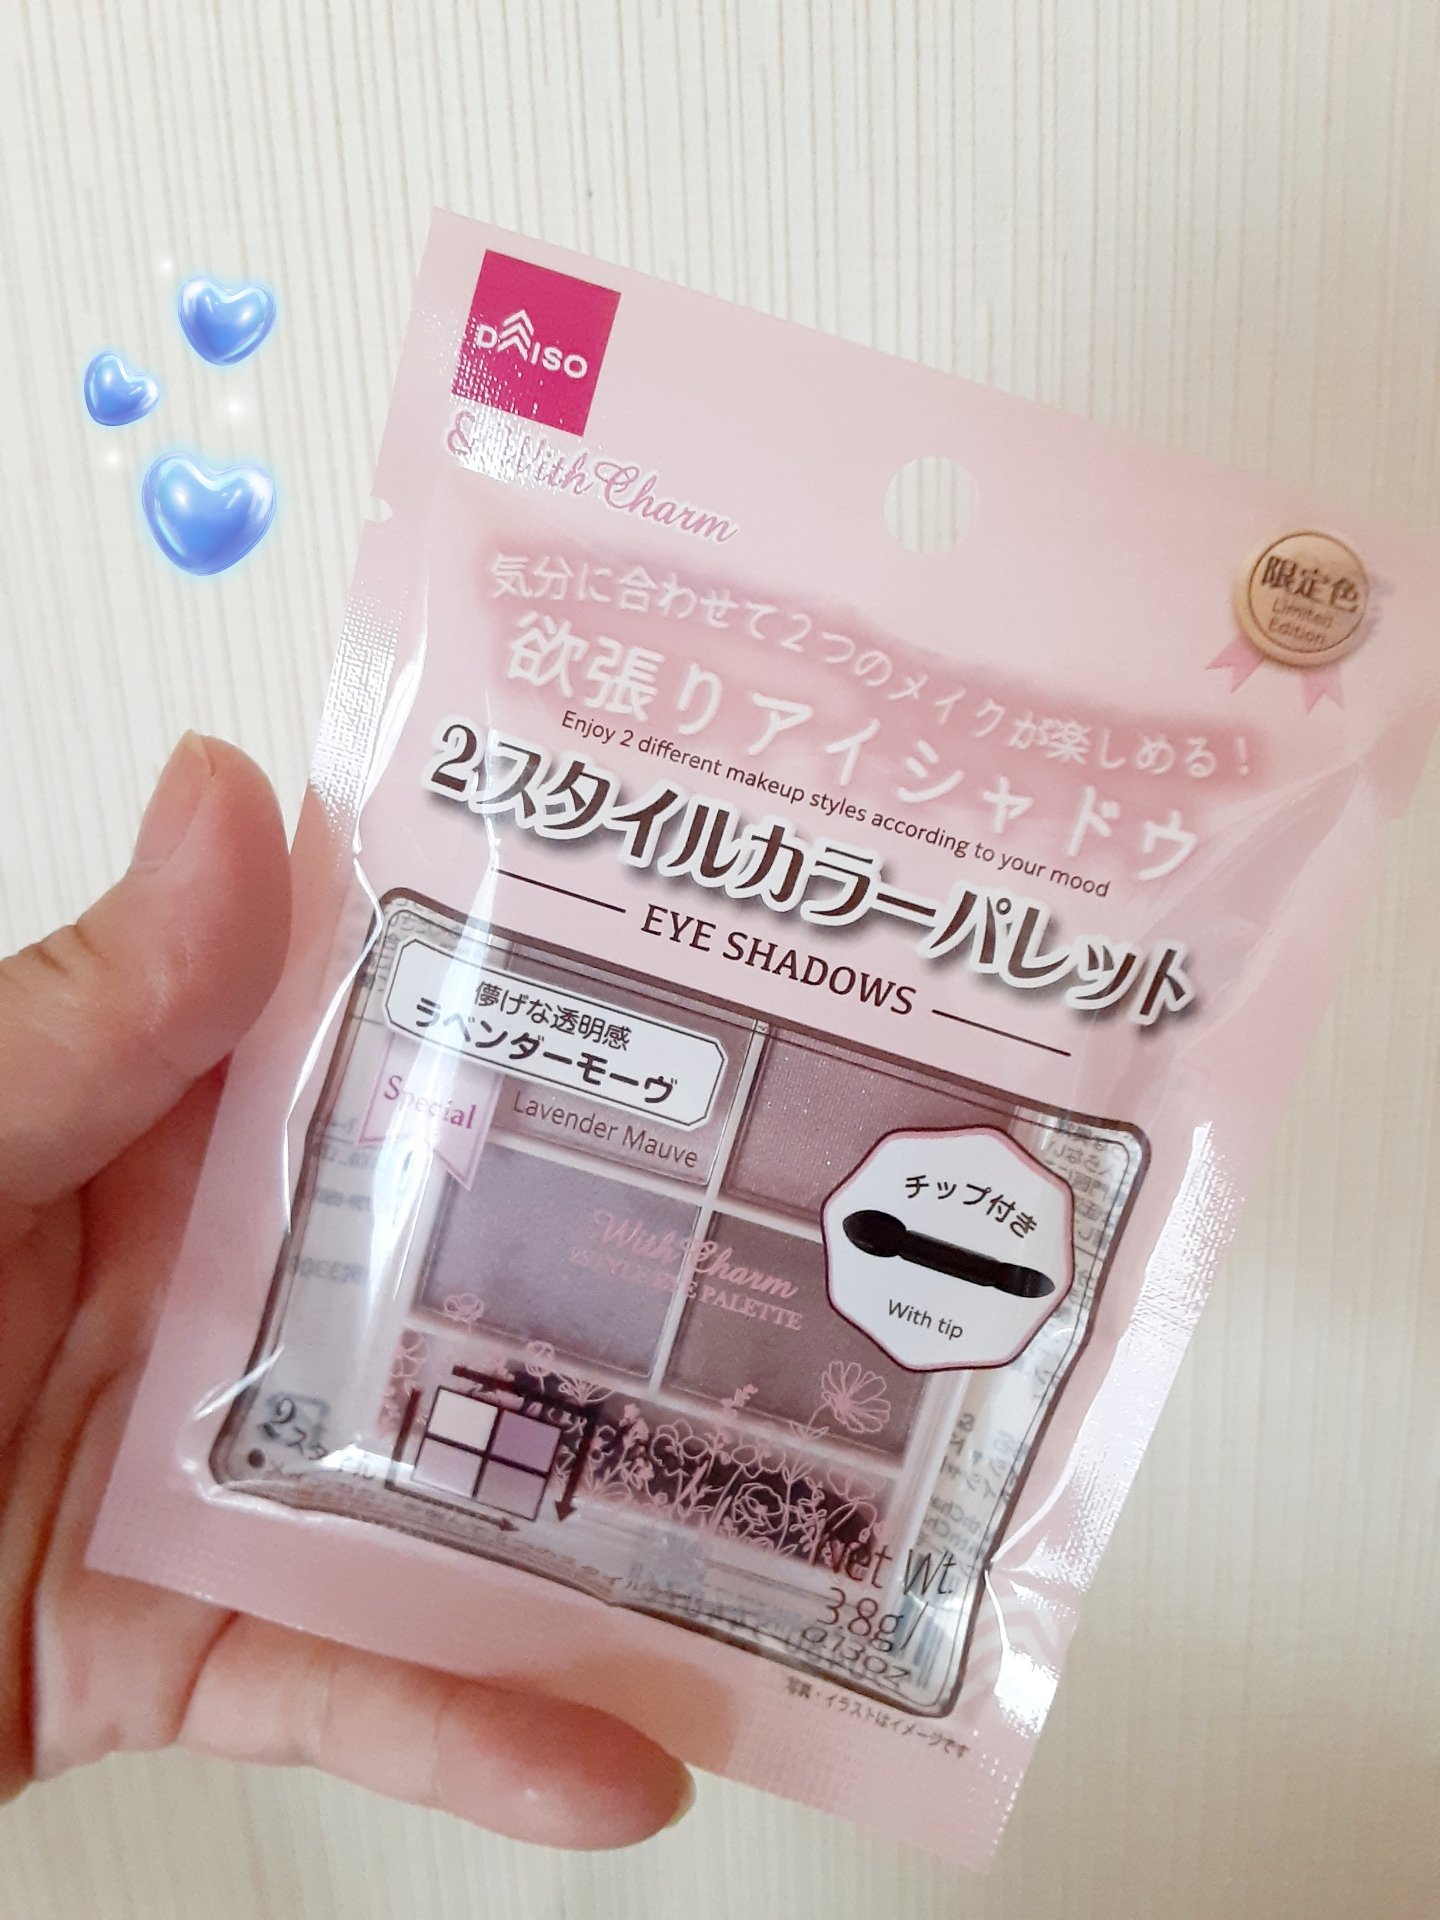 DAISO
& With Charm
限定色
Limited
Edition
気分に合わせて2つのメイクが楽しめる!
欲張りアイシャドウ
Enjoy 2 different makeup styles according to your mood
2スタイルカラーパレット
EYE SHADOWS
儚げな透明感
ラベンダーモーヴ
Lavender Mauve
Special
チップ付き
With tip
With Charm
2STYLE EYE PALETTE
Net Wt.
3.8g/
0.13oz
写真・イラストはイメージです